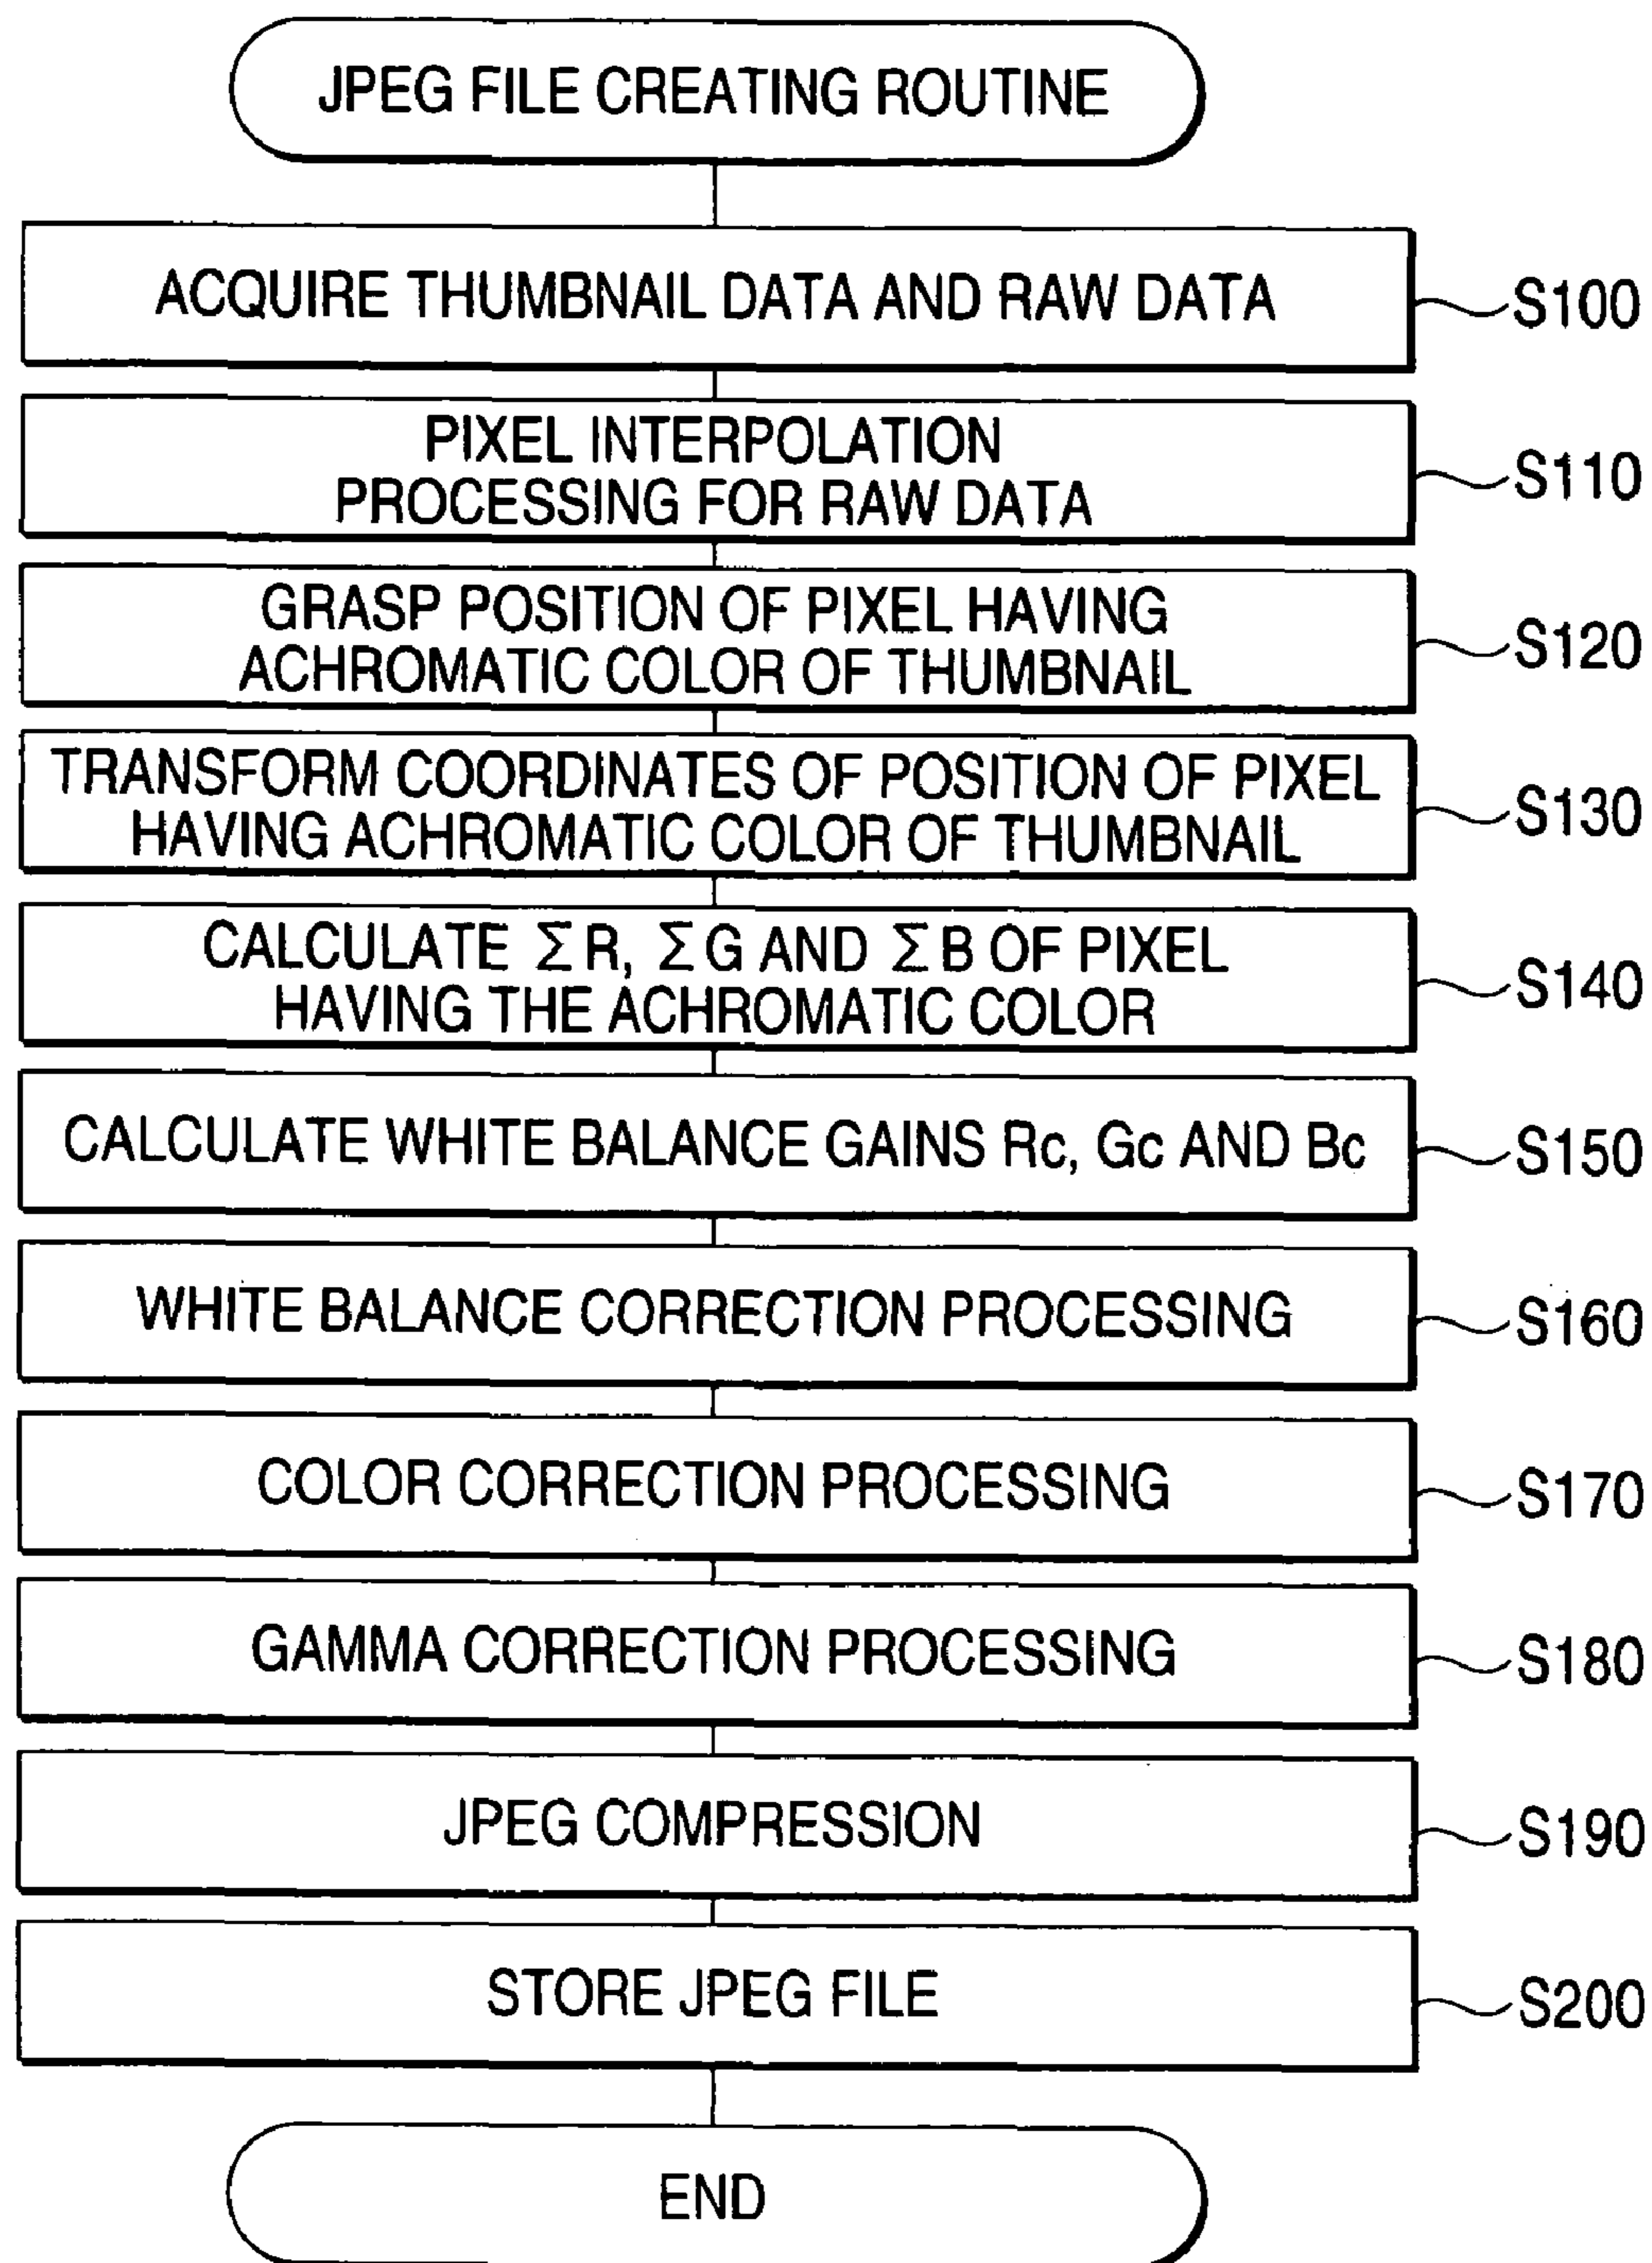 JPEG FILE CREATING ROUTINE
ACQUIRE THUMBNAIL DATA AND RAW DATA
S100
PIXEL INTERPOLATION
PROCESSING FOR RAW DATA
S110
GRASP POSITION OF PIXEL HAVING
ACHROMATIC COLOR OF THUMBNAIL
S120
TRANSFORM COORDINATES OF POSITION OF PIXEL
HAVING ACHROMATIC COLOR OF THUMBNAIL
S130
CALCULATE ΣR, ΣG AND ΣB OF PIXEL
HAVING THE ACHROMATIC COLOR
S140
CALCULATE WHITE BALANCE GAINS Rc, Gc AND Bc
S150
WHITE BALANCE CORRECTION PROCESSING
S160
COLOR CORRECTION PROCESSING
S170
GAMMA CORRECTION PROCESSING
S180
JPEG COMPRESSION
S190
STORE JPEG FILE
S200
END